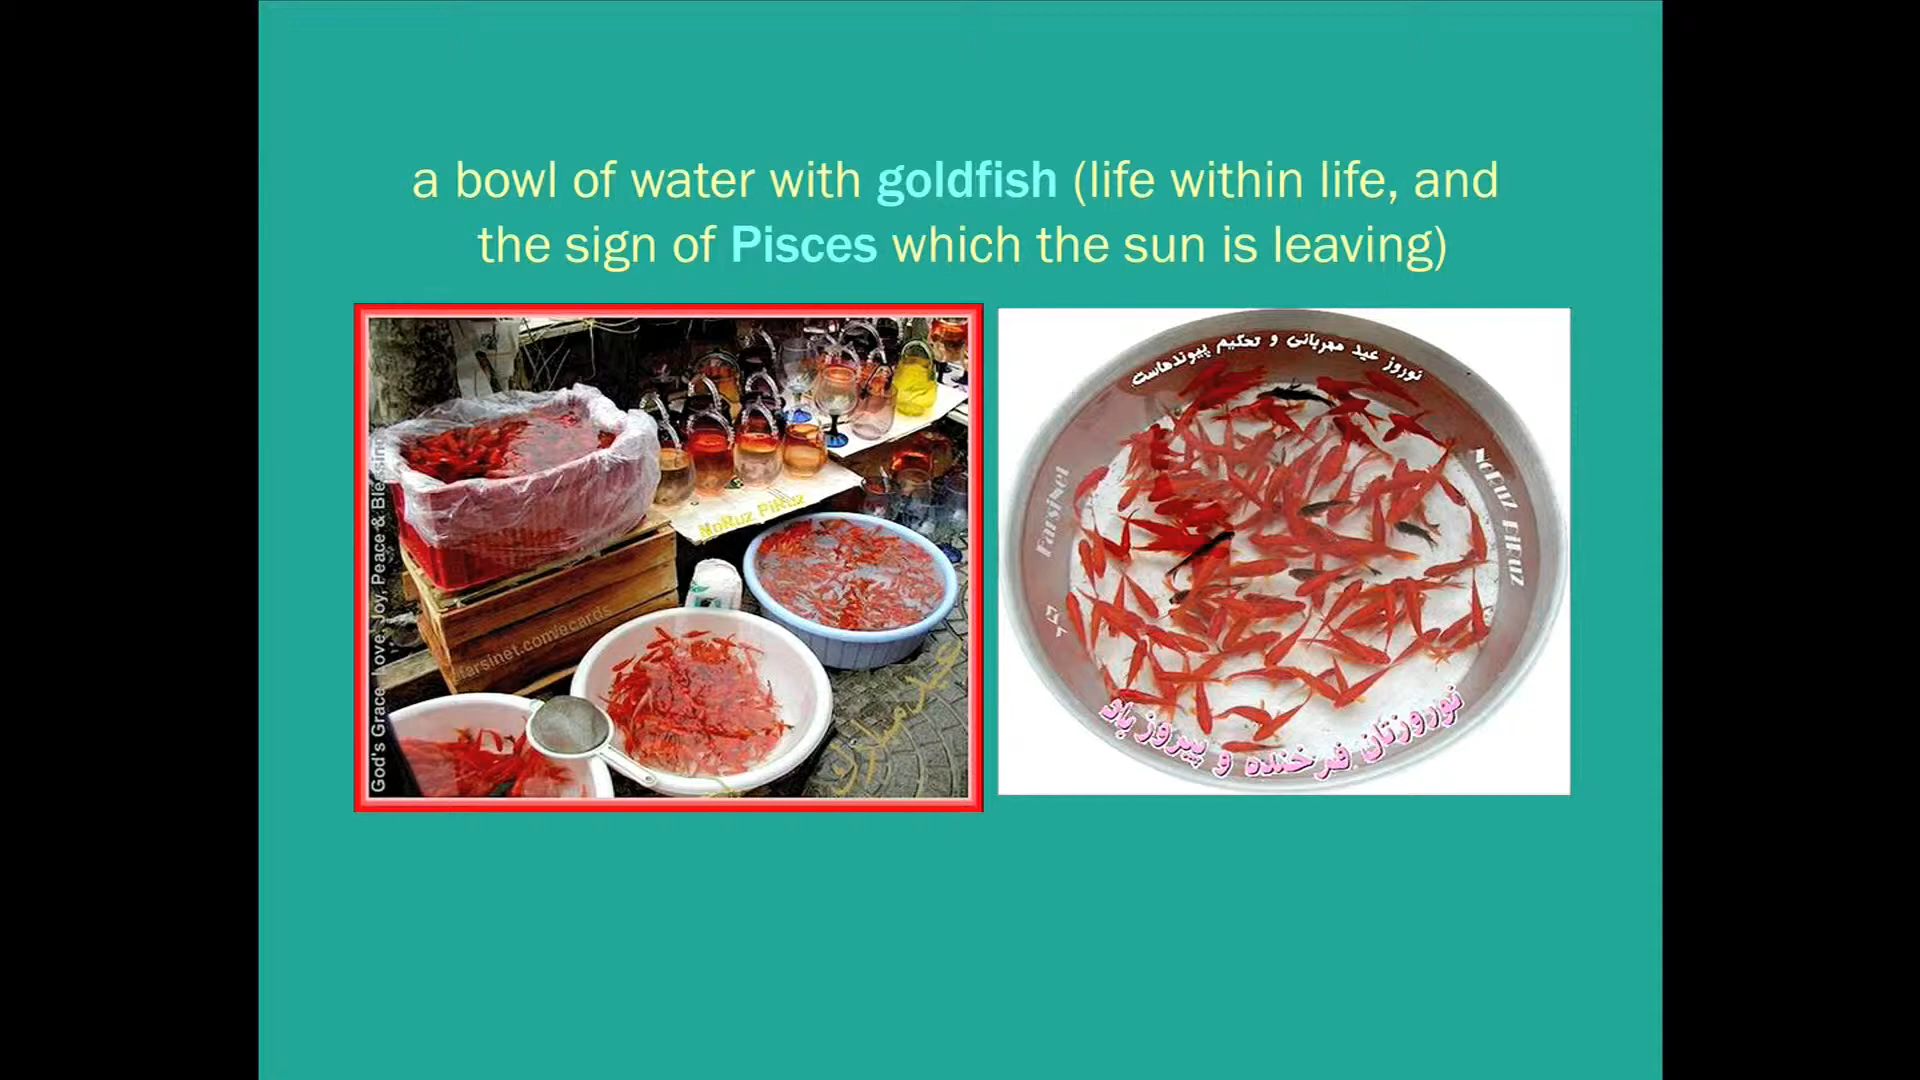 a bowl of water with goldfish (life within life, and
the sign of Pisces which the sun is leaving)
God's Grace, Love, Joy, Peace & Blessing
NoRuz PiRuz
farsinet.com/ecards
عید مبارک
نوروز عید مهربانی و تحکیم پیوندهاست
Farsinet
NoRuz PiRuz
نوروزتان فرخنده و پیروز باد